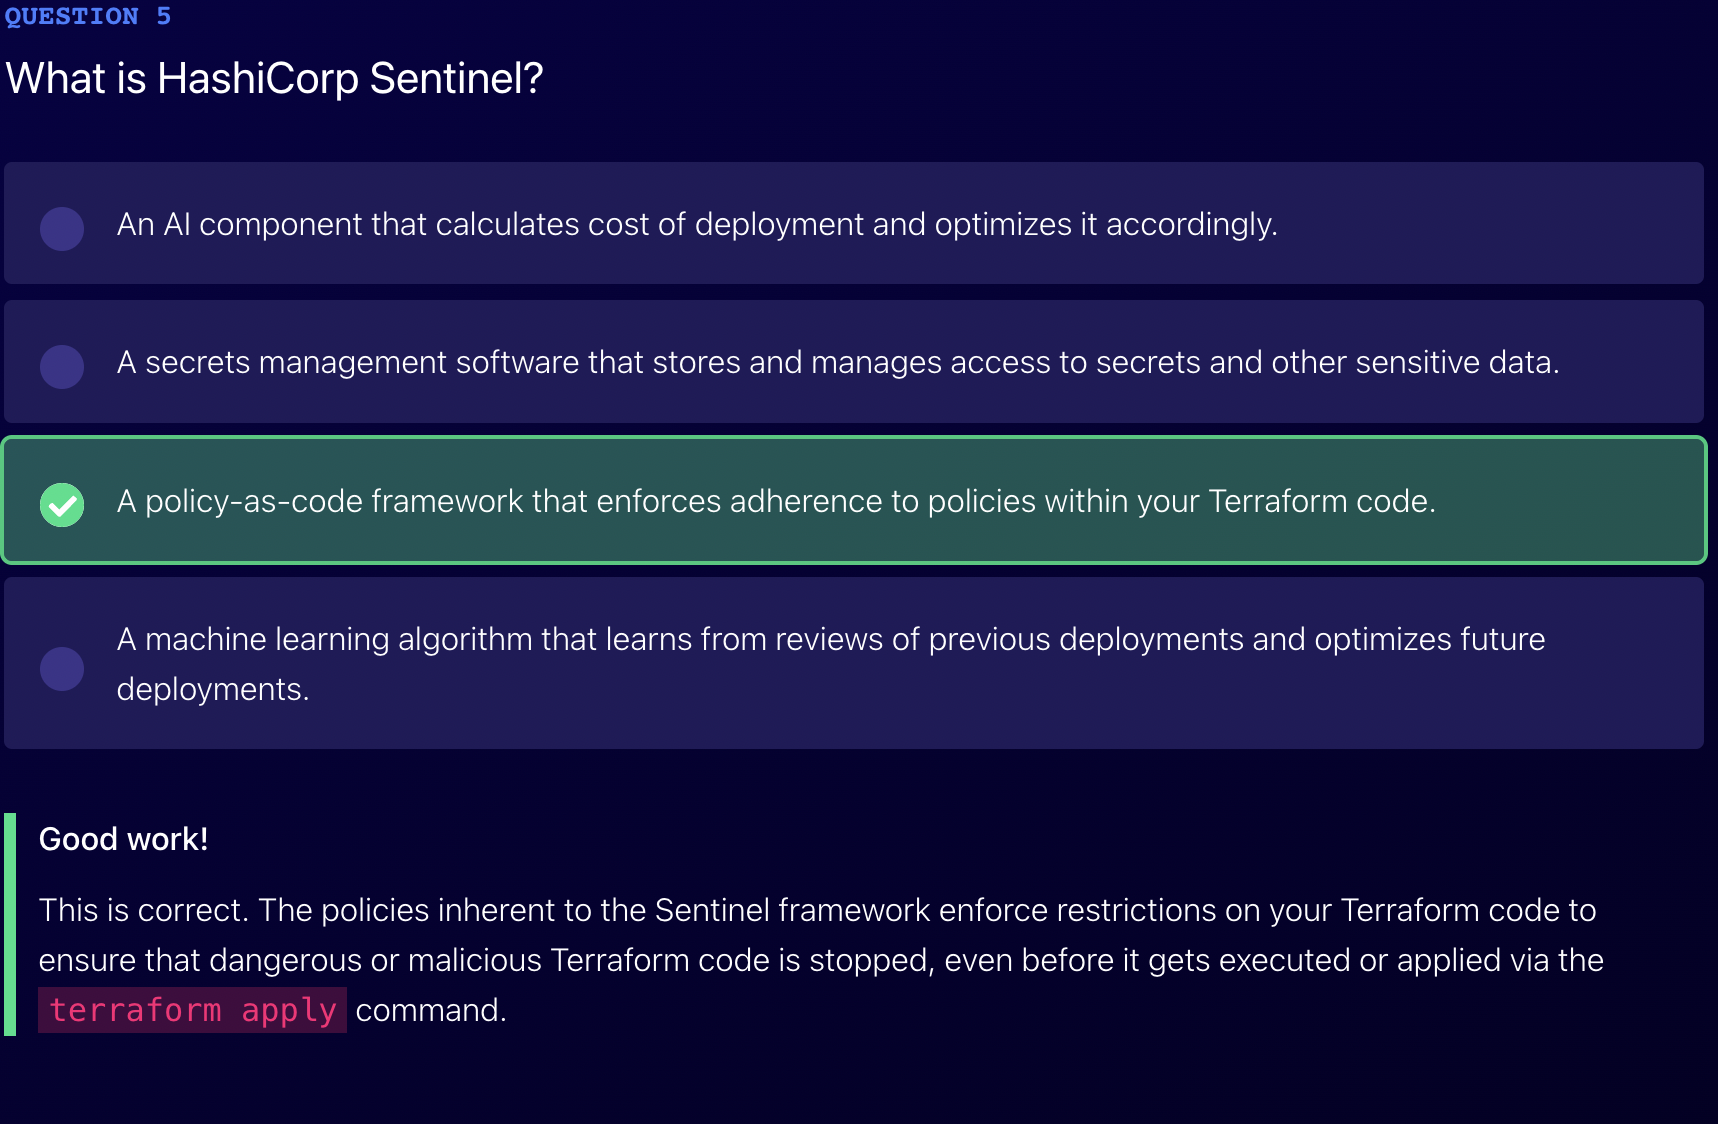 QUESTION 5
What is HashiCorp Sentinel?
An AI component that calculates cost of deployment and optimizes it accordingly.
A secrets management software that stores and manages access to secrets and other sensitive data.
A policy-as-code framework that enforces adherence to policies within your Terraform code.
A machine learning algorithm that learns from reviews of previous deployments and optimizes future
deployments.
Good work!
This is correct. The policies inherent to the Sentinel framework enforce restrictions on your Terraform code to
ensure that dangerous or malicious Terraform code is stopped, even before it gets executed or applied via the
terraform apply command.